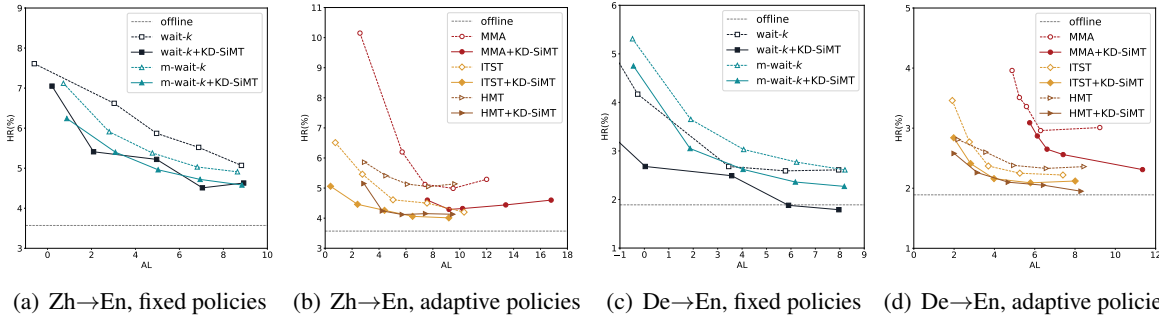 HR(%)
9
8
7
6
5
4
3
0
2
4
6
8
10
AL
offline
wait-k
wait-k+KD-SiMT
m-wait-k
m-wait-k+KD-SiMT
HR(%)
11
10
9
8
7
6
5
4
3
0
2
4
6
8
10
12
14
16
18
AL
offline
MMA
MMA+KD-SiMT
ITST
ITST+KD-SiMT
HMT
HMT+KD-SiMT
HR(%)
6
5
4
3
2
1
−1
0
1
2
3
4
5
6
7
8
9
AL
offline
wait-k
wait-k+KD-SiMT
m-wait-k
m-wait-k+KD-SiMT
HR(%)
5
4
3
2
1
0
2
4
6
8
10
12
AL
offline
MMA
MMA+KD-SiMT
ITST
ITST+KD-SiMT
HMT
HMT+KD-SiMT
(a) Zh→En, fixed policies
(b) Zh→En, adaptive policies
(c) De→En, fixed policies
(d) De→En, adaptive polic